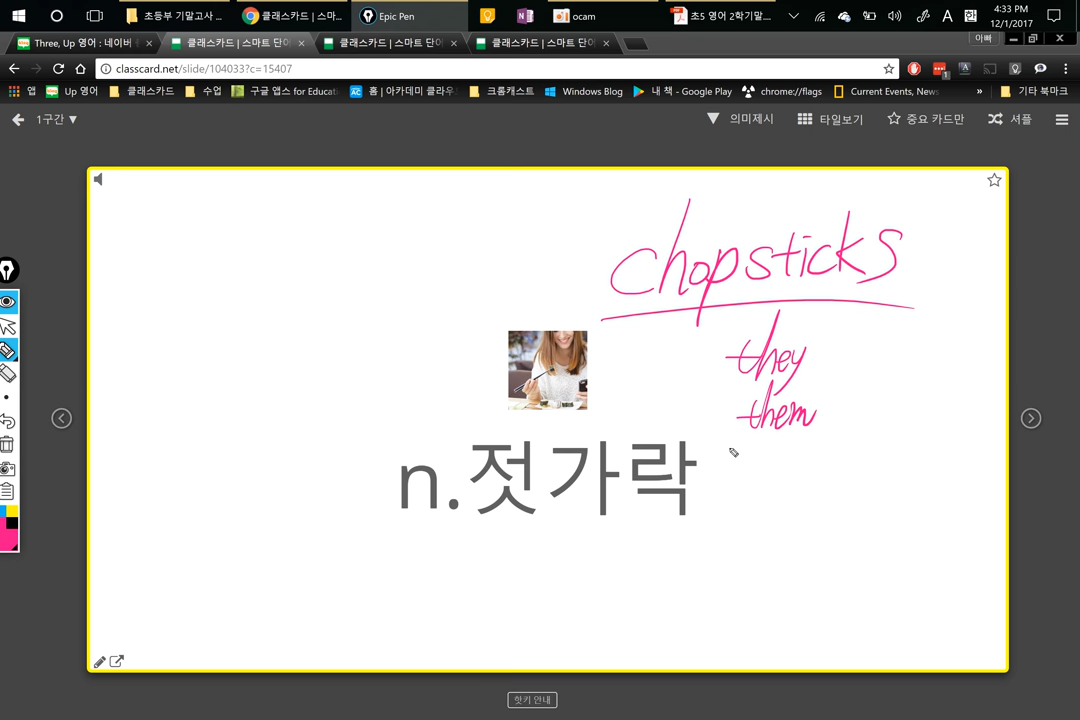 초등부 기말고사 ...
클래스카드 | 스마...
Epic Pen
ocam
초5 영어 2학기말...
A
한
4:33 PM
12/1/2017
Three, Up 영어 : 네이버
클래스카드 | 스마트 단어
클래스카드 | 스마트 단어
클래스카드 | 스마트 단어
아빠
classcard.net/slide/104033?c=15407
앱
Up 영어
클래스카드
수업
구글 앱스 for Educati
홈 | 아카데미 클라우
크롬캐스트
Windows Blog
내 책 - Google Play
chrome://flags
Current Events, News
»
기타 북마크
1구간 ▼
의미제시
타일보기
중요 카드만
셔플
chopsticks
they
them
n.젓가락
핫키 안내